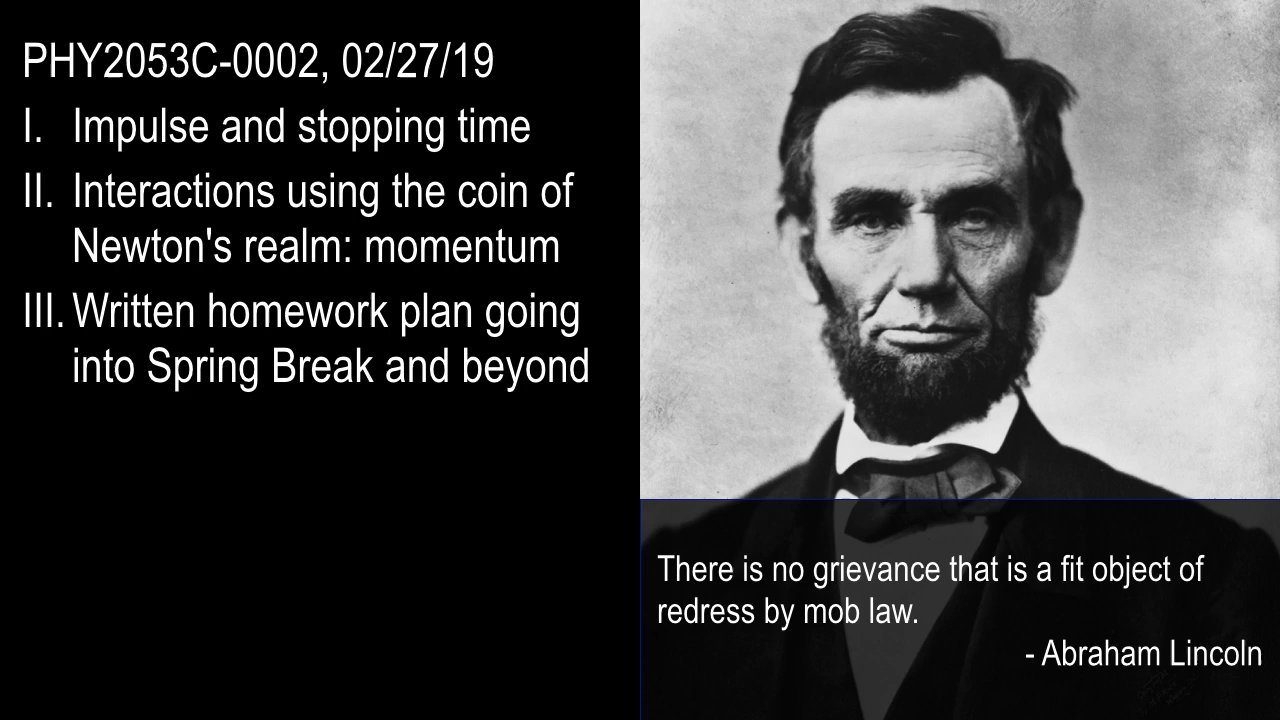 PHY2053C-0002, 02/27/19
I. Impulse and stopping time
II. Interactions using the coin of
Newton's realm: momentum
III. Written homework plan going
into Spring Break and beyond
There is no grievance that is a fit object of
redress by mob law.
- Abraham Lincoln